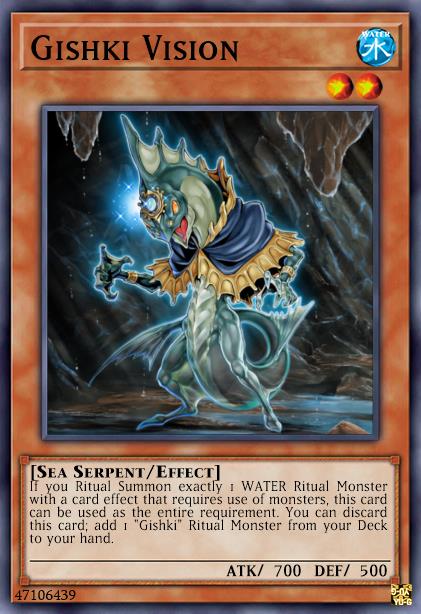 Gishki Vision
WATER
水
[Sea Serpent/Effect]
If you Ritual Summon exactly 1 WATER Ritual Monster
with a card effect that requires use of monsters, this card
can be used as the entire requirement. You can discard
this card; add 1 "Gishki" Ritual Monster from your Deck
to your hand.
ATK/ 700 DEF/ 500
47106439